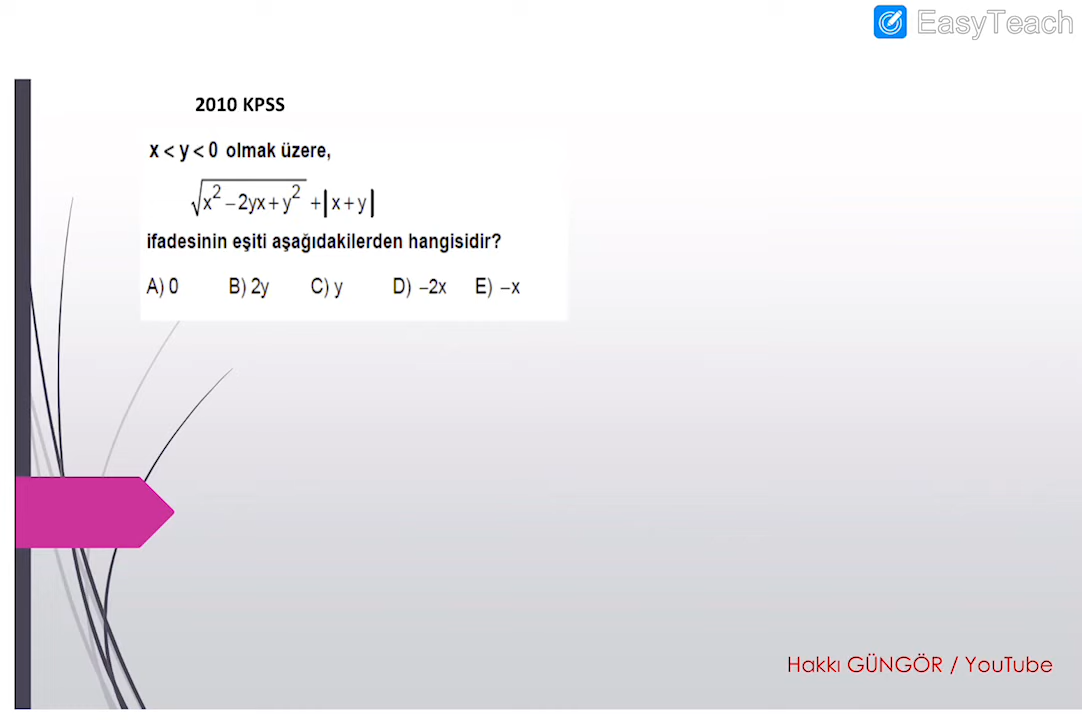 EasyTeach
2010 KPSS
x < y < 0 olmak üzere,
√x² − 2yx + y² + |x + y|
ifadesinin eşiti aşağıdakilerden hangisidir?
A) 0 B) 2y C) y D) −2x E) −x
Hakkı GÜNGÖR / YouTube